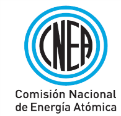 CNEA
Comisión Nacional
de Energía Atómica